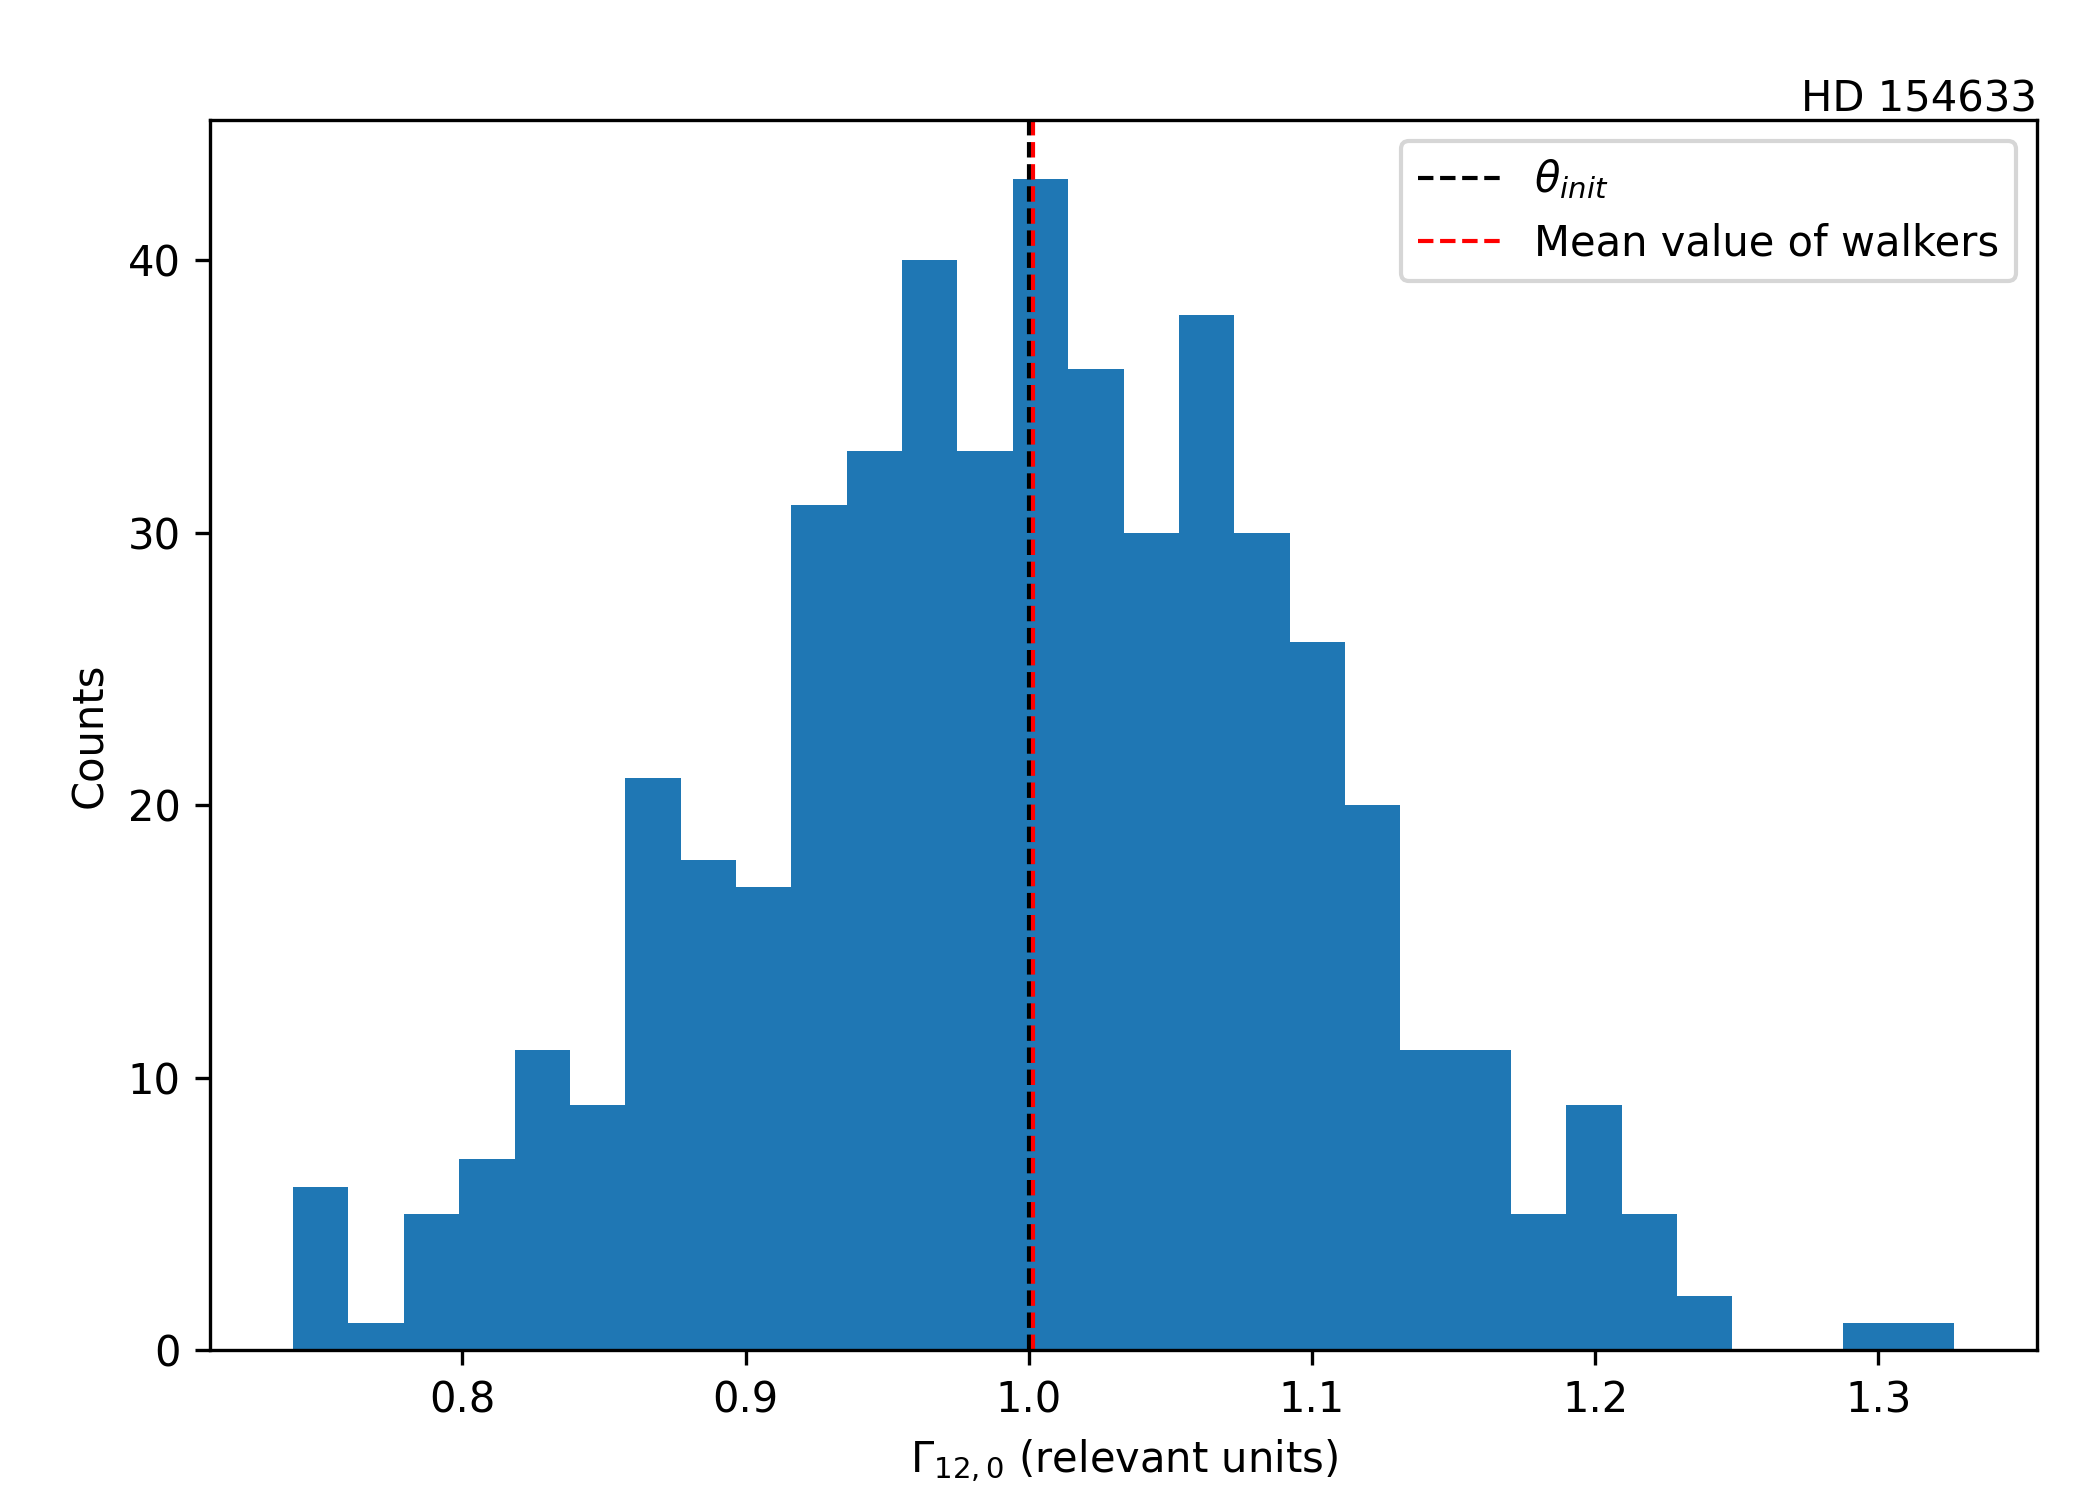 HD 154633
θinit
Mean value of walkers
40
30
20
10
0
Counts
0.8 0.9 1.0 1.1 1.2 1.3
Γ12, 0 (relevant units)